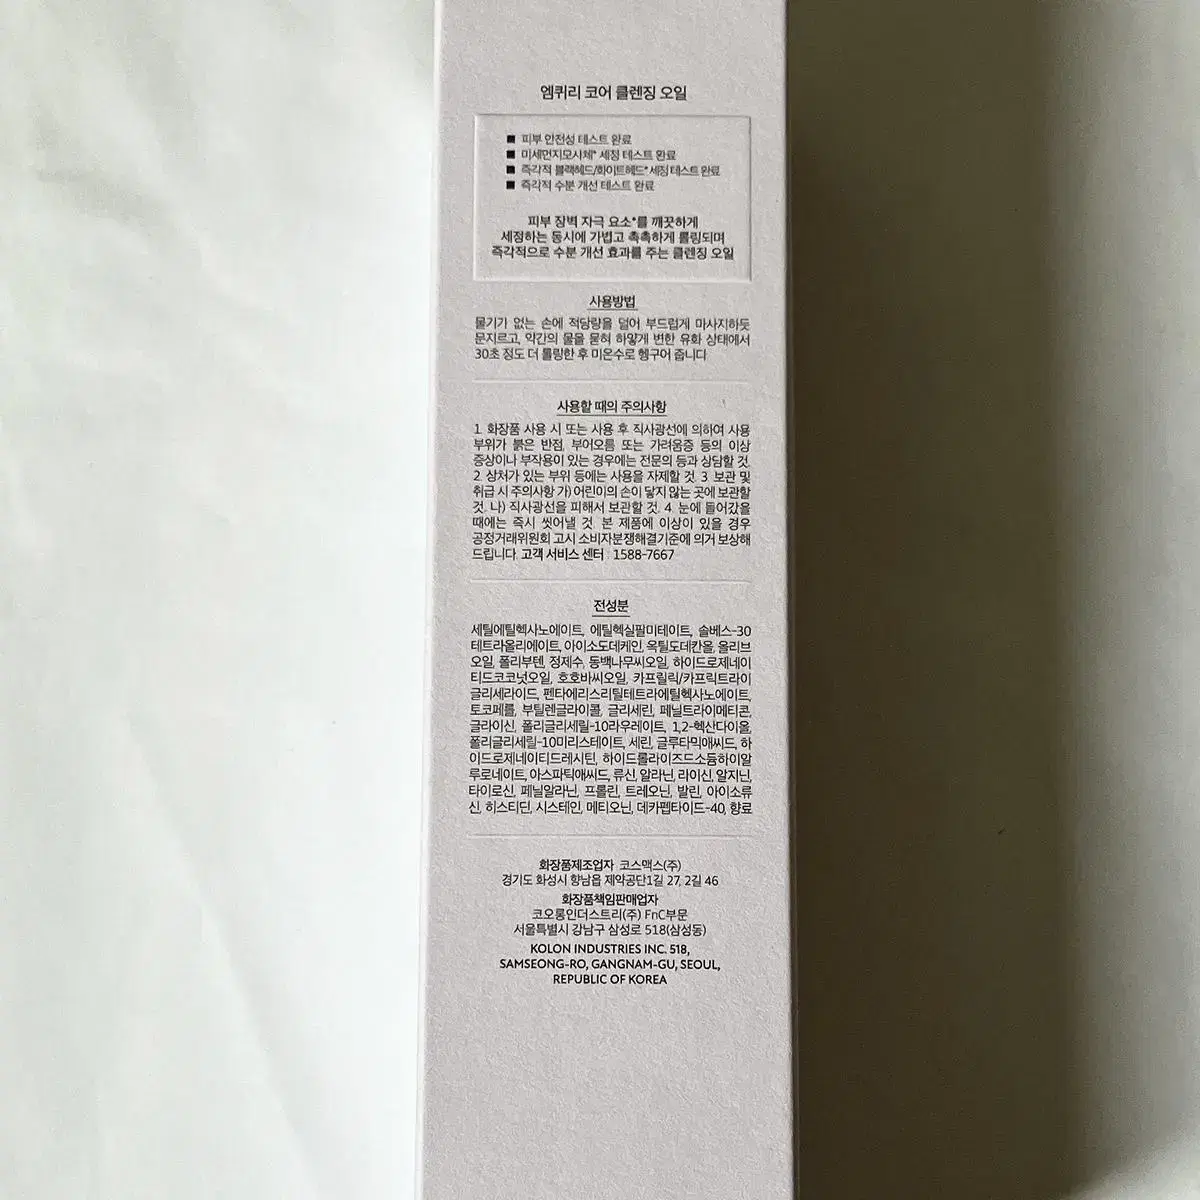 엠퀴리 코어 클렌징 오일
■ 피부 안전성 테스트 완료
■ 미세먼지모사체* 세정 테스트 완료
■ 즉각적 블랙헤드/화이트헤드* 세정 테스트 완료
■ 즉각적 수분 개선 테스트 완료
피부 장벽 자극 요소*를 깨끗하게
세정하는 동시에 가볍고 촉촉하게 롤링되며
즉각적으로 수분 개선 효과를 주는 클렌징 오일
사용방법
물기가 없는 손에 적당량을 덜어 부드럽게 마사지하듯
문지르고, 약간의 물을 묻혀 하얗게 변한 유화 상태에서
30초 정도 더 롤링한 후 미온수로 헹구어 줍니다
사용할 때의 주의사항
1. 화장품 사용 시 또는 사용 후 직사광선에 의하여 사용
부위가 붉은 반점, 부어오름 또는 가려움증 등의 이상
증상이나 부작용이 있는 경우에는 전문의 등과 상담할 것.
2. 상처가 있는 부위 등에는 사용을 자제할 것. 3. 보관 및
취급 시 주의사항 가) 어린이의 손이 닿지 않는 곳에 보관할
것. 나) 직사광선을 피해서 보관할 것. 4. 눈에 들어갔을
때에는 즉시 씻어낼 것. 본 제품에 이상이 있을 경우
공정거래위원회 고시 소비자분쟁해결기준에 의거 보상해
드립니다. 고객 서비스 센터 : 1588-7667
전성분
세틸에틸헥사노에이트, 에틸헥실팔미테이트, 솔베스-30
테트라올리에이트, 아이소도데케인, 옥틸도데칸올, 올리브
오일, 폴리부텐, 정제수, 동백나무씨오일, 하이드로제네이
티드코코넛오일, 호호바씨오일, 카프릴릭/카프릭트라이
글리세라이드, 펜타에리스리틸테트라에틸헥사노에이트,
토코페롤, 부틸렌글라이콜, 글리세린, 페닐트라이메티콘,
글라이신, 폴리글리세릴-10라우레이트, 1,2-헥산다이올,
폴리글리세릴-10미리스테이트, 세린, 글루타믹애씨드, 하
이드로제네이티드레시틴, 하이드롤라이즈드소듐하이알
루로네이트, 아스파틱애씨드, 류신, 알라닌, 라이신, 알지닌,
타이로신, 페닐알라닌, 프롤린, 트레오닌, 발린, 아이소류
신, 히스티딘, 시스테인, 메티오닌, 데카펩타이드-40, 향료
화장품제조업자 코스맥스(주)
경기도 화성시 향남읍 제약공단1길 27, 2길 46
화장품책임판매업자
코오롱인더스트리(주) FnC부문
서울특별시 강남구 삼성로 518(삼성동)
KOLON INDUSTRIES INC. 518,
SAMSEONG-RO, GANGNAM-GU, SEOUL,
REPUBLIC OF KOREA